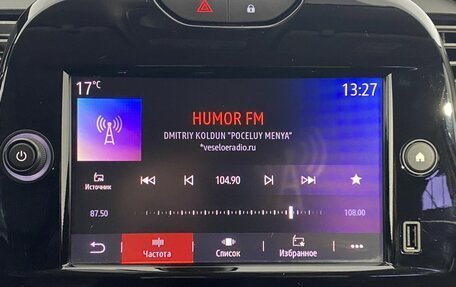 17°C
13:27
HUMOR FM
DMITRIY KOLDUN "POCELUY MENYA"
*veseloeradio.ru
Источник
104.90
87.50
108.00
Частота
Список
Избранное